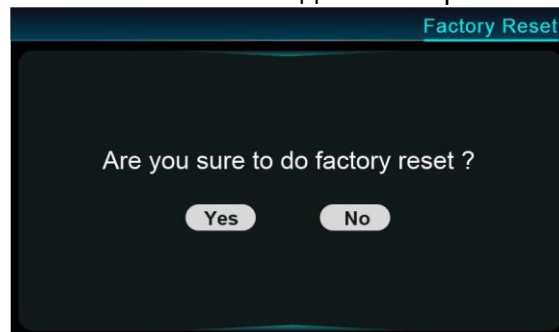 Factory Reset
Are you sure to do factory reset ?
Yes
No